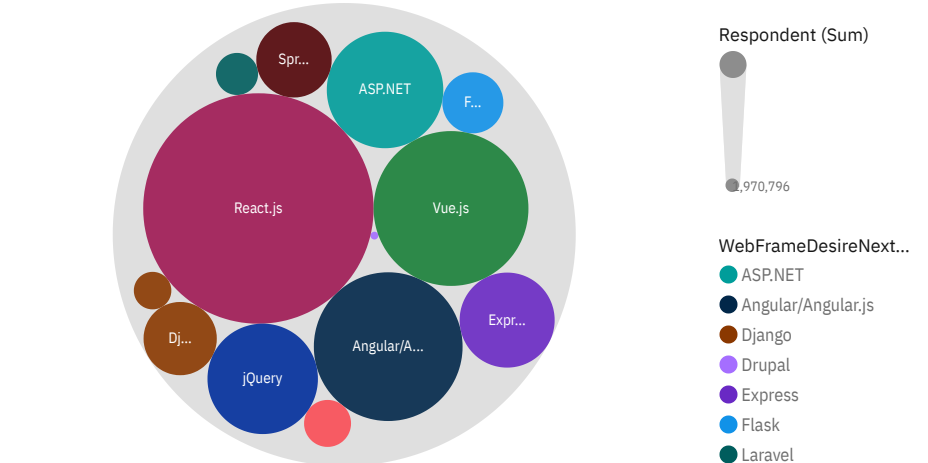 Spr...
ASP.NET
F...
React.js
Vue.js
Expr...
Dj...
Angular/A...
jQuery
Respondent (Sum)
1,970,796
WebFrameDesireNext...
ASP.NET
Angular/Angular.js
Django
Drupal
Express
Flask
Laravel